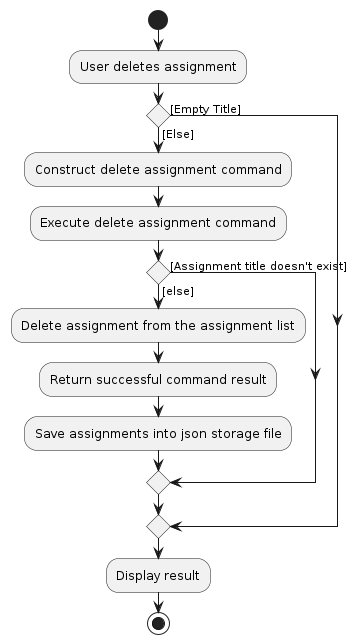 User deletes assignment
[Empty Title]
[Else]
Construct delete assignment command
Execute delete assignment command
[Assignment title doesn't exist]
[else]
Delete assignment from the assignment list
Return successful command result
Save assignments into json storage file
Display result